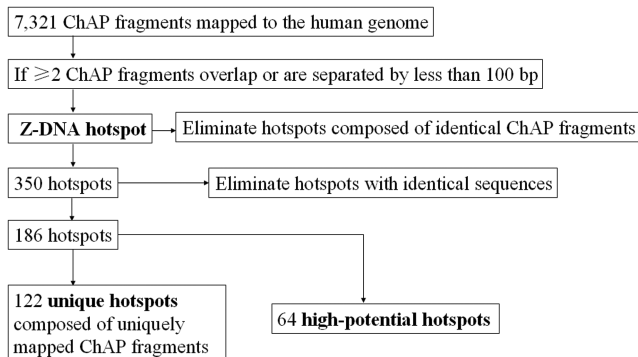 7,321 ChAP fragments mapped to the human genome
If ≥2 ChAP fragments overlap or are separated by less than 100 bp
Z-DNA hotspot
Eliminate hotspots composed of identical ChAP fragments
350 hotspots
Eliminate hotspots with identical sequences
186 hotspots
122 unique hotspots
composed of uniquely
mapped ChAP fragments
64 high-potential hotspots